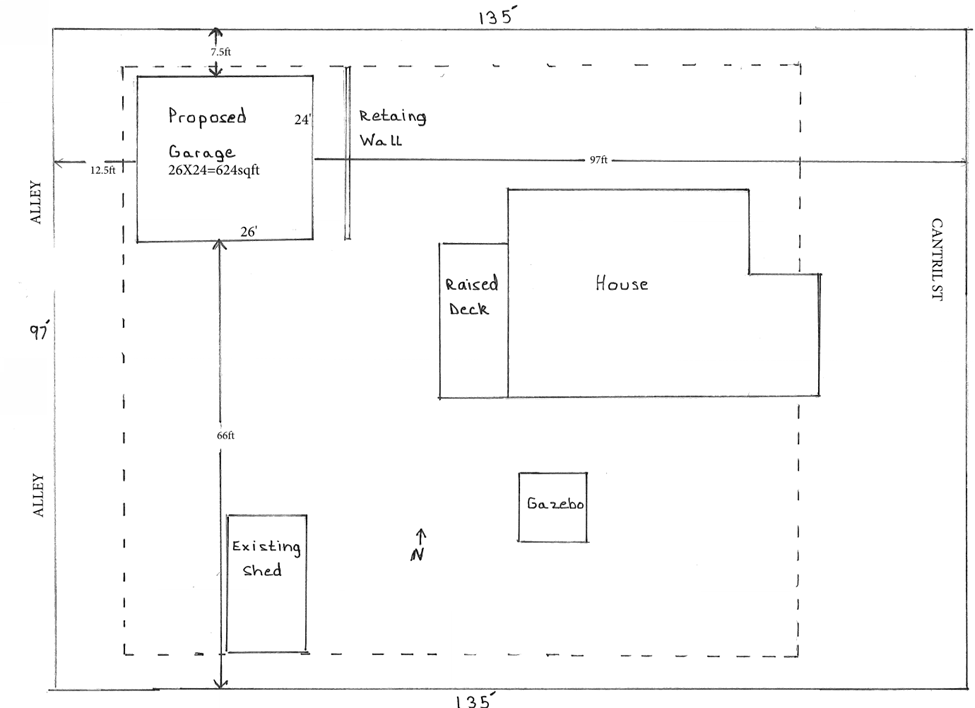 135'
7.5ft
Proposed
24'
Retaing
Wall
Garage
26X24=624sqft
12.5ft
97ft
ALLEY
26'
CANTRIL ST
Raised
Deck
House
97'
66ft
ALLEY
Gazebo
Existing
Shed
N
135'